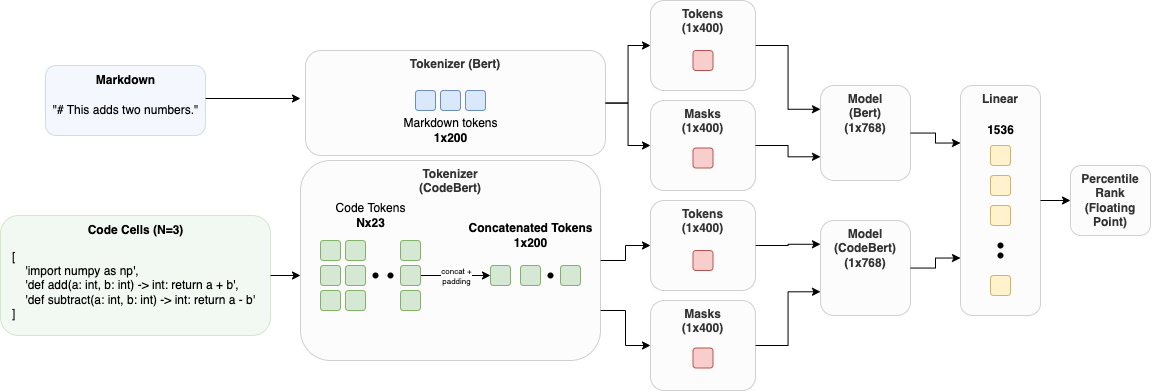 Markdown
"# This adds two numbers."
Tokenizer (Bert)
Markdown tokens
1x200
Tokens
(1x400)
Masks
(1x400)
Model
(Bert)
(1x768)
Code Cells (N=3)
[
'import numpy as np',
'def add(a: int, b: int) -> int: return a + b',
'def subtract(a: int, b: int) -> int: return a - b'
]
Tokenizer
(CodeBert)
Code Tokens
Nx23
concat +
padding
Concatenated Tokens
1x200
Tokens
(1x400)
Masks
(1x400)
Model
(CodeBert)
(1x768)
Linear
1536
Percentile
Rank
(Floating
Point)